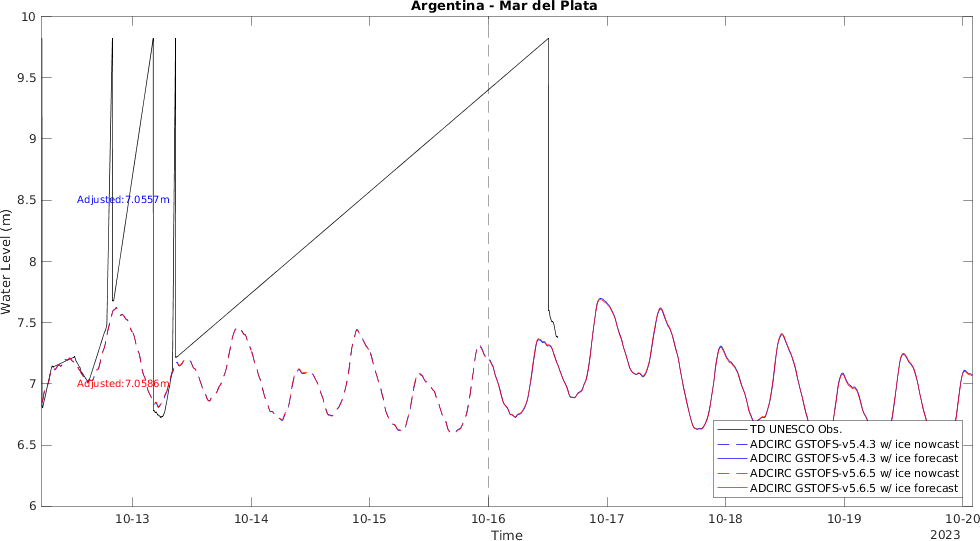 Argentina - Mar del Plata
10
9.5
9
8.5
8
7.5
7
6.5
6
Water Level (m)
Adjusted:7.0557m
Adjusted:7.0586m
TD UNESCO Obs.
ADCIRC GSTOFS-v5.4.3 w/ ice nowcast
ADCIRC GSTOFS-v5.4.3 w/ ice forecast
ADCIRC GSTOFS-v5.6.5 w/ ice nowcast
ADCIRC GSTOFS-v5.6.5 w/ ice forecast
10-13 10-14 10-15 10-16 10-17 10-18 10-19 10-20
Time
2023